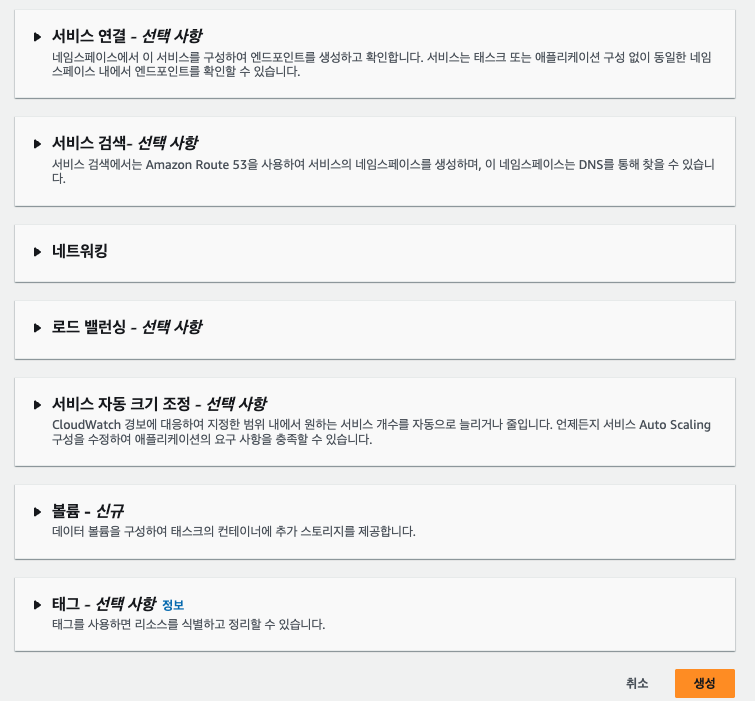 서비스 연결 - 선택 사항
네임스페이스에서 이 서비스를 구성하여 엔드포인트를 생성하고 확인합니다. 서비스는 태스크 또는 애플리케이션 구성 없이 동일한 네임
스페이스 내에서 엔드포인트를 확인할 수 있습니다.
서비스 검색- 선택 사항
서비스 검색에서는 Amazon Route 53을 사용하여 서비스의 네임스페이스를 생성하며, 이 네임스페이스는 DNS를 통해 찾을 수 있습니
다.
네트워킹
로드 밸런싱 - 선택 사항
서비스 자동 크기 조정 - 선택 사항
CloudWatch 경보에 대응하여 지정한 범위 내에서 원하는 서비스 개수를 자동으로 늘리거나 줄입니다. 언제든지 서비스 Auto Scaling
구성을 수정하여 애플리케이션의 요구 사항을 충족할 수 있습니다.
볼륨 - 신규
데이터 볼륨을 구성하여 태스크의 컨테이너에 추가 스토리지를 제공합니다.
태그 - 선택 사항 정보
태그를 사용하면 리소스를 식별하고 정리할 수 있습니다.
취소 생성